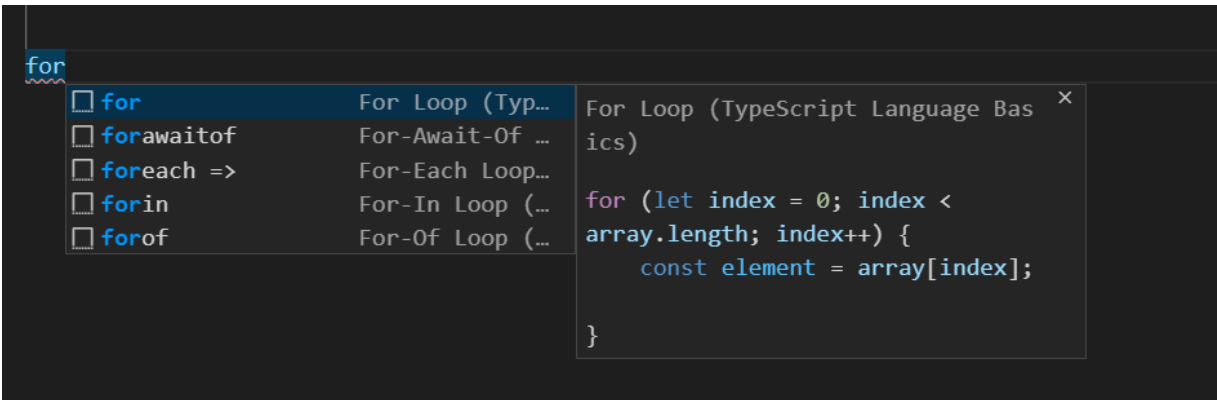 for
for For Loop (Typ…
forawaitof For-Await-Of …
foreach => For-Each Loop…
forin For-In Loop (…
forof For-Of Loop (…
For Loop (TypeScript Language Bas
ics)
for (let index = 0; index <
array.length; index++) {
    const element = array[index];
}